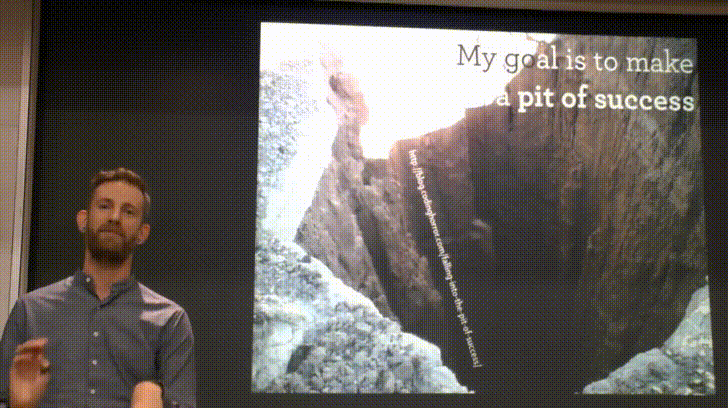 My goal is to make
a pit of success
http://blog.codinghorror.com/falling-into-the-pit-of-success/